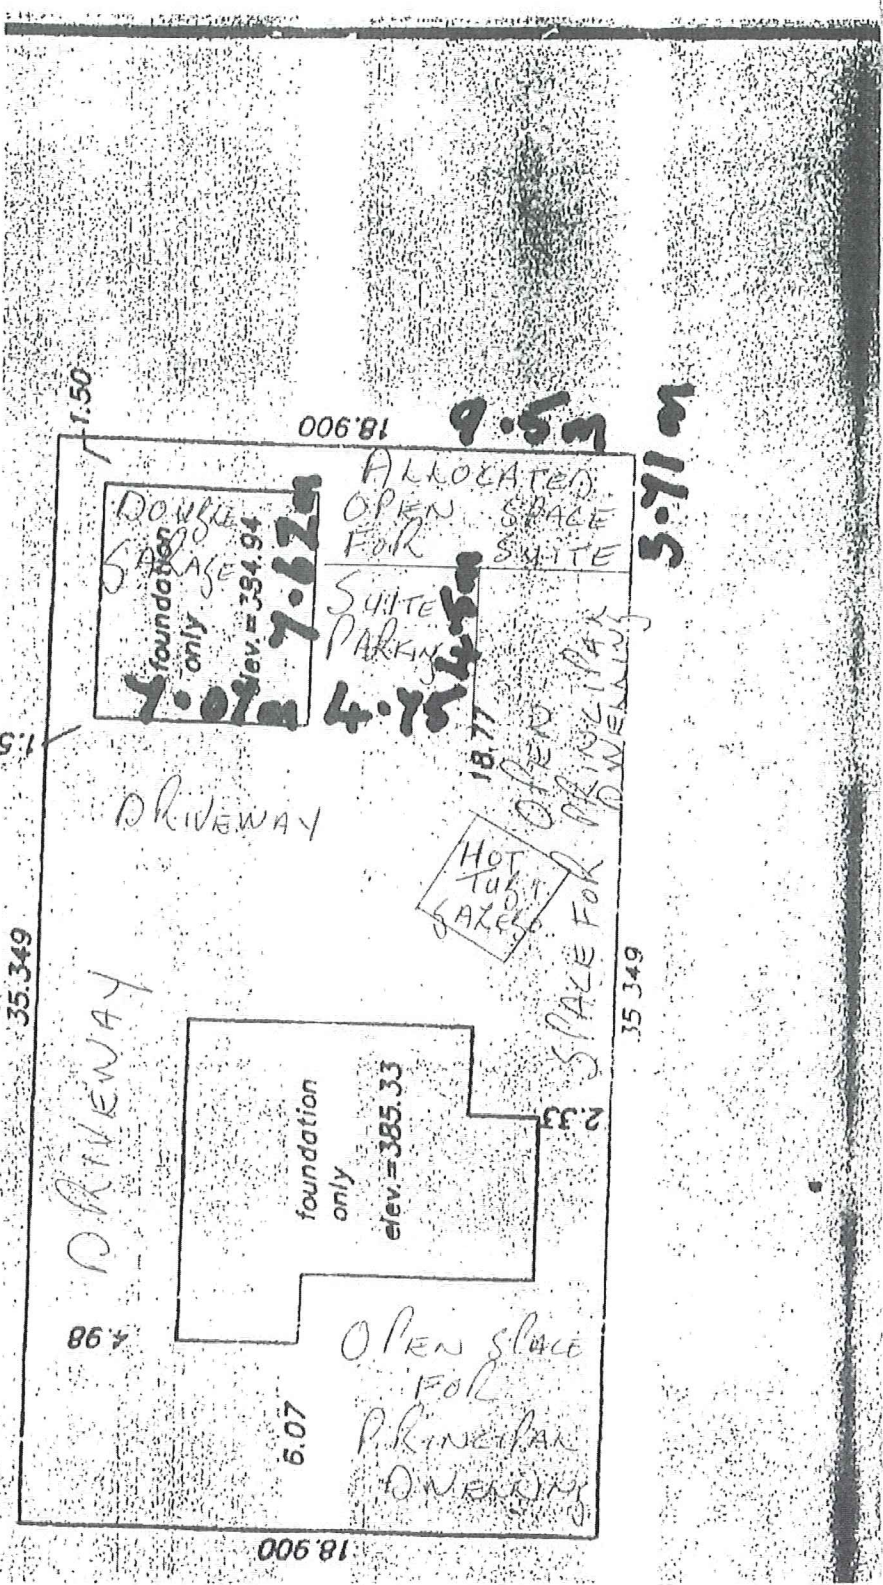 1.50
18.900
9.5m
ALLOCATED
OPEN SPACE
FOR SUITE
3.71m
DOUBLE
GARAGE
foundation
only
elev.=384.94
7.62m
7.07m
SUITE
PARKING
4.5m
4.75
18.77
1.5
DRIVEWAY
OPEN
SPACE FOR PRINCIPAL
DWELLING
HOT
TUB &
GAZEBO
35.349
35.349
DRIVEWAY
foundation
only
elev.=385.33
2.33
4.98
6.07
OPEN SPACE
FOR
PRINCIPAL
DWELLING
18.900